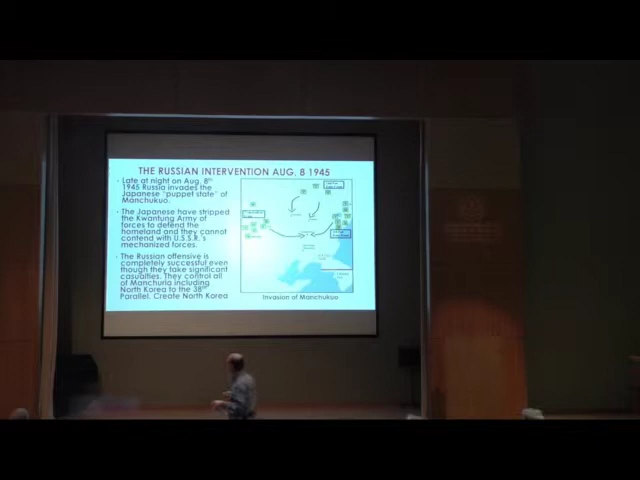 THE RUSSIAN INTERVENTION AUG. 8 1945
· Late at night on Aug. 8th
1945 Russia invades the
Japanese "puppet state" of
Manchukuo.
· The Japanese have stripped
the Kwantung Army of
forces to defend the
homeland and they cannot
contend with U.S.S.R.'s
mechanized forces.
· The Russian offensive is
completely successful even
though they take significant
casualties. They control all
of Manchuria including
North Korea to the 38th
Parallel. Create North Korea
Invasion of Manchukuo